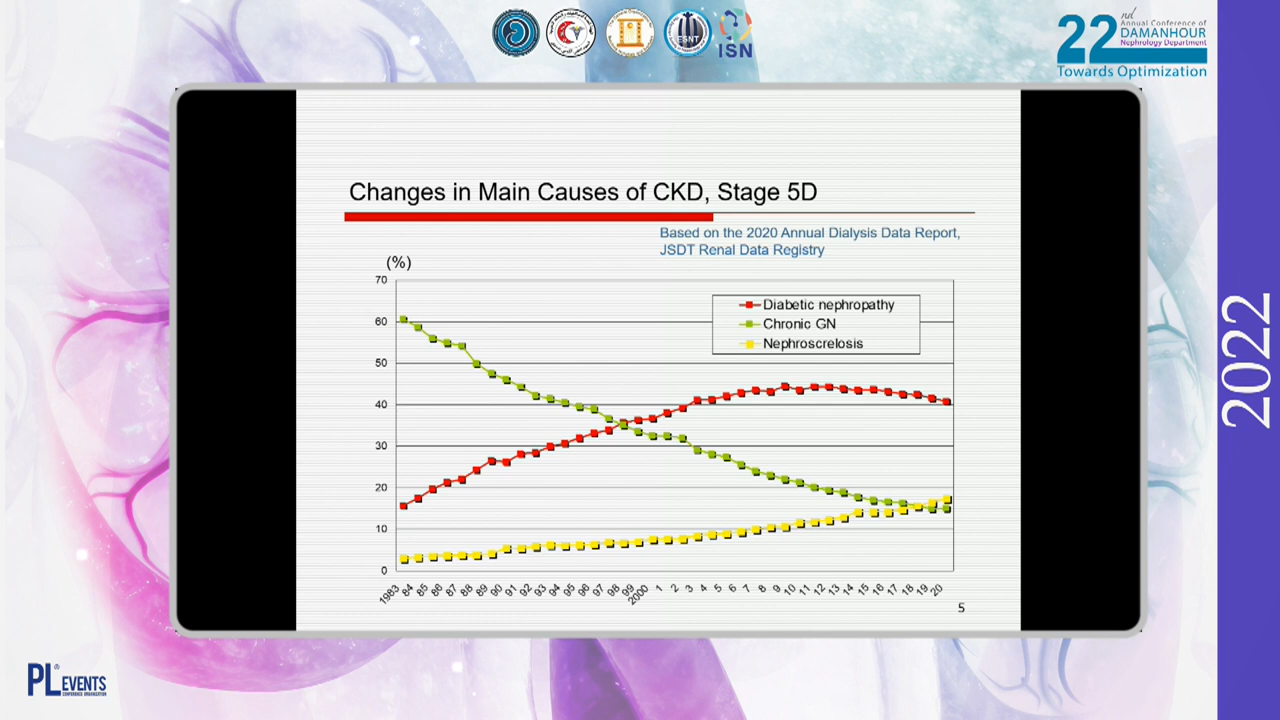 ESNT
ISN
22nd
Annual Conference of
DAMANHOUR
Nephrology Department
Towards Optimization
2022
Changes in Main Causes of CKD, Stage 5D
Based on the 2020 Annual Dialysis Data Report,
JSDT Renal Data Registry
(%)
70
60
50
40
30
20
10
0
Diabetic nephropathy
Chronic GN
Nephroscrelosis
1983 84 85 86 87 88 89 90 91 92 93 94 95 96 97 98 99 2000 1 2 3 4 5 6 7 8 9 10 11 12 13 14 15 16 17 18 19 20
5
PL® EVENTS
CONFERENCE ORGANIZATION